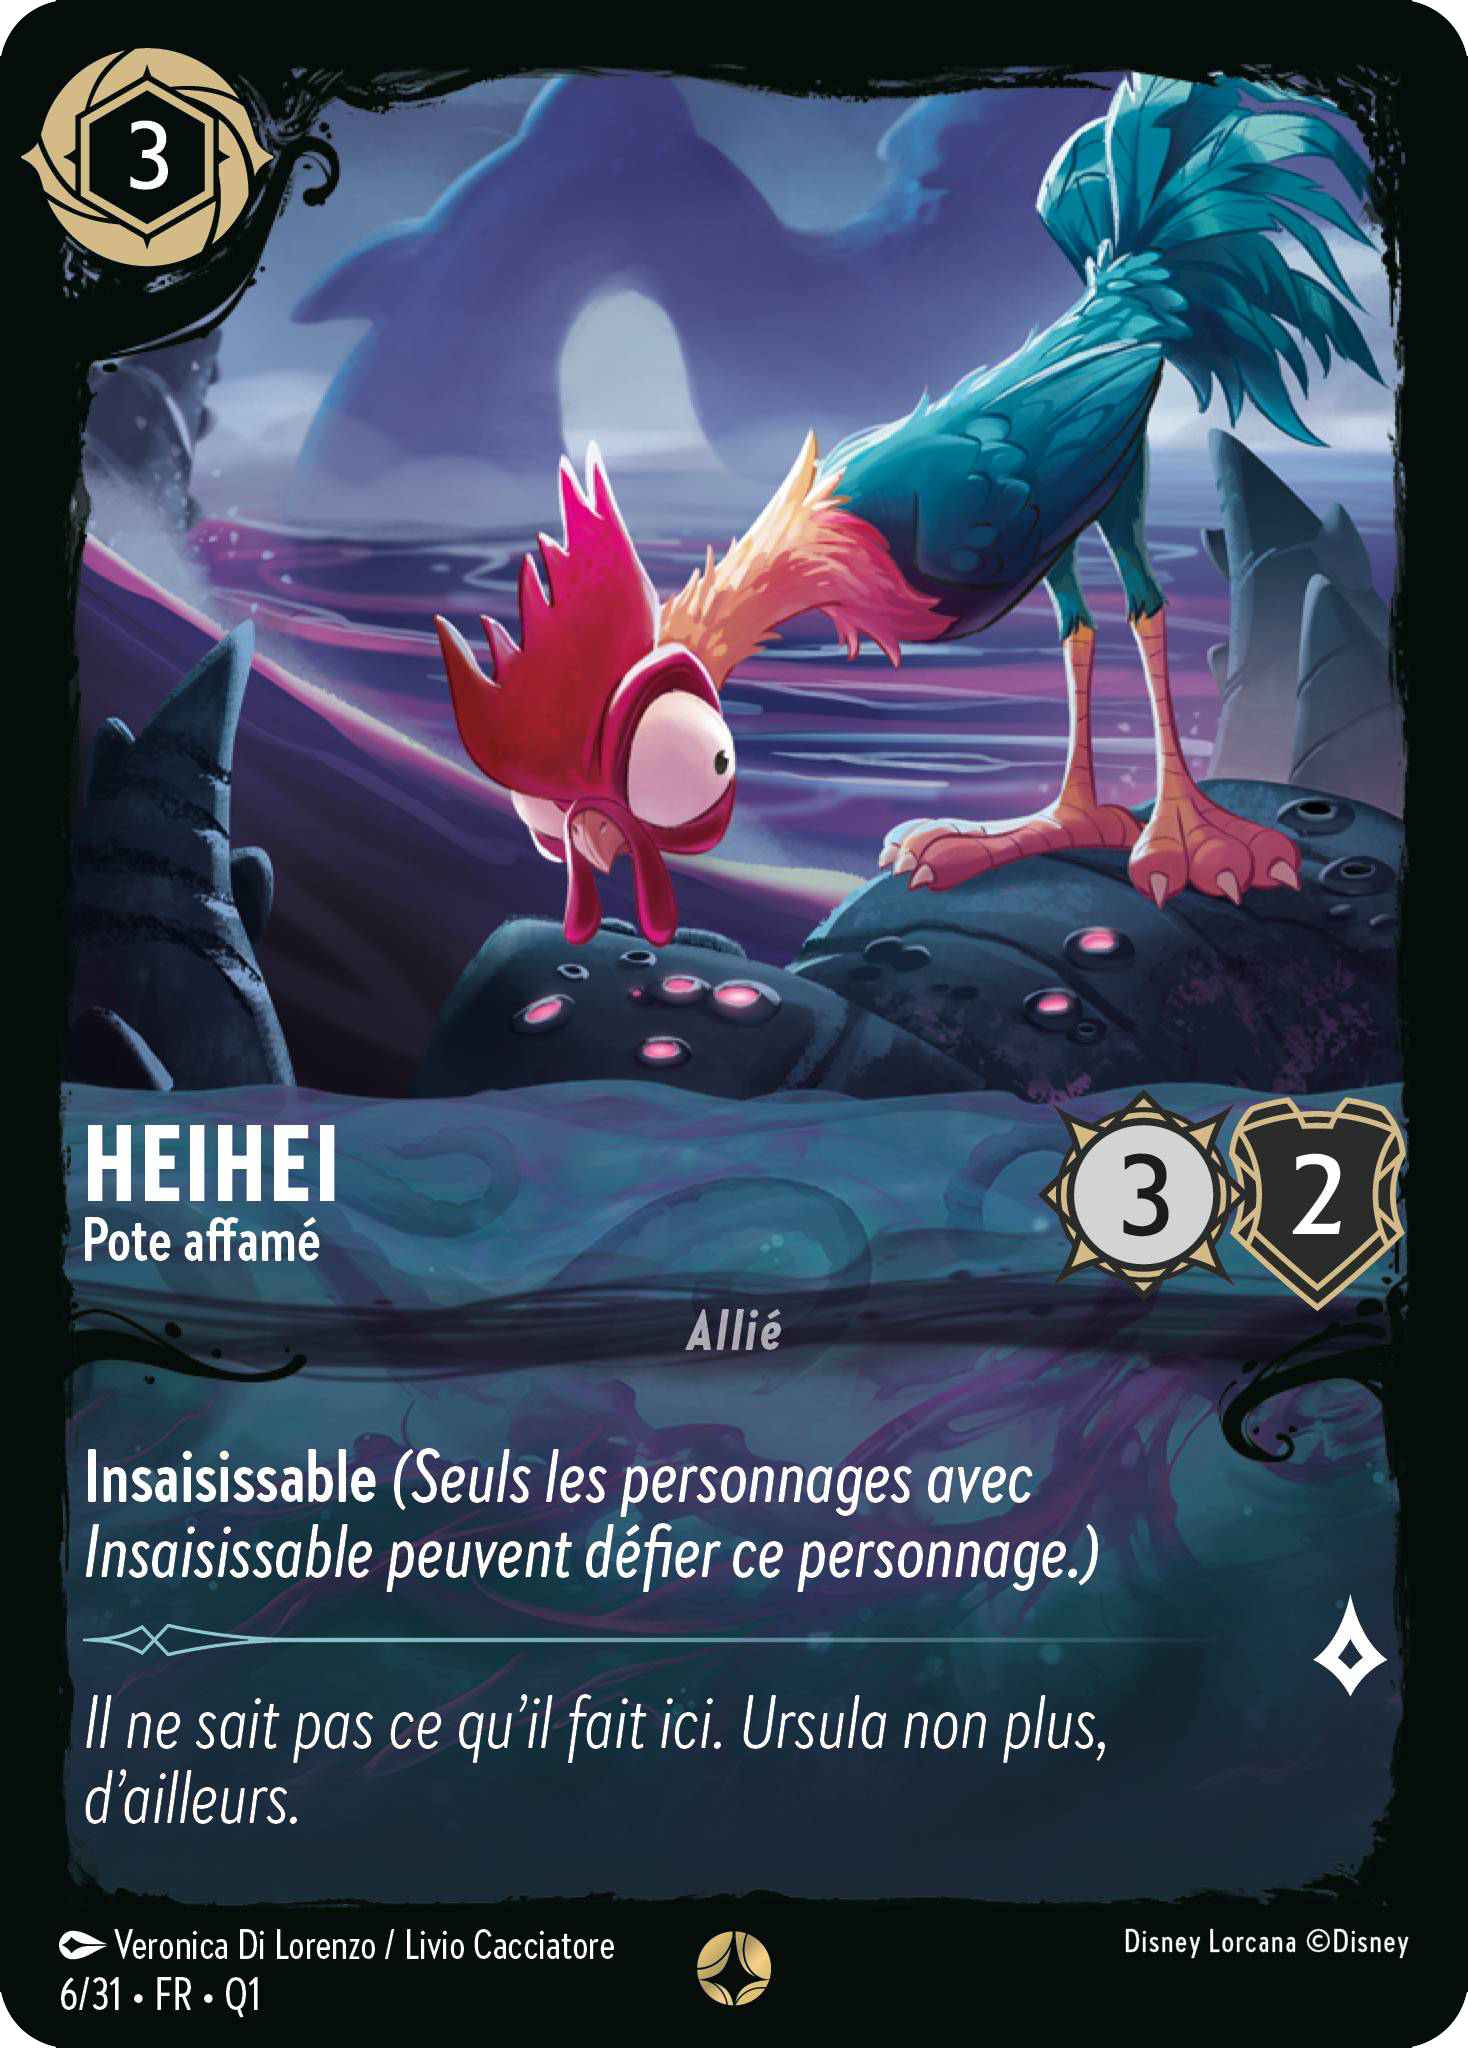 3
HEIHEI
Pote affamé
3
2
Allié
Insaisissable (Seuls les personnages avec
Insaisissable peuvent défier ce personnage.)
Il ne sait pas ce qu’il fait ici. Ursula non plus,
d’ailleurs.
Veronica Di Lorenzo / Livio Cacciatore
Disney Lorcana ©Disney
6/31 • FR • Q1